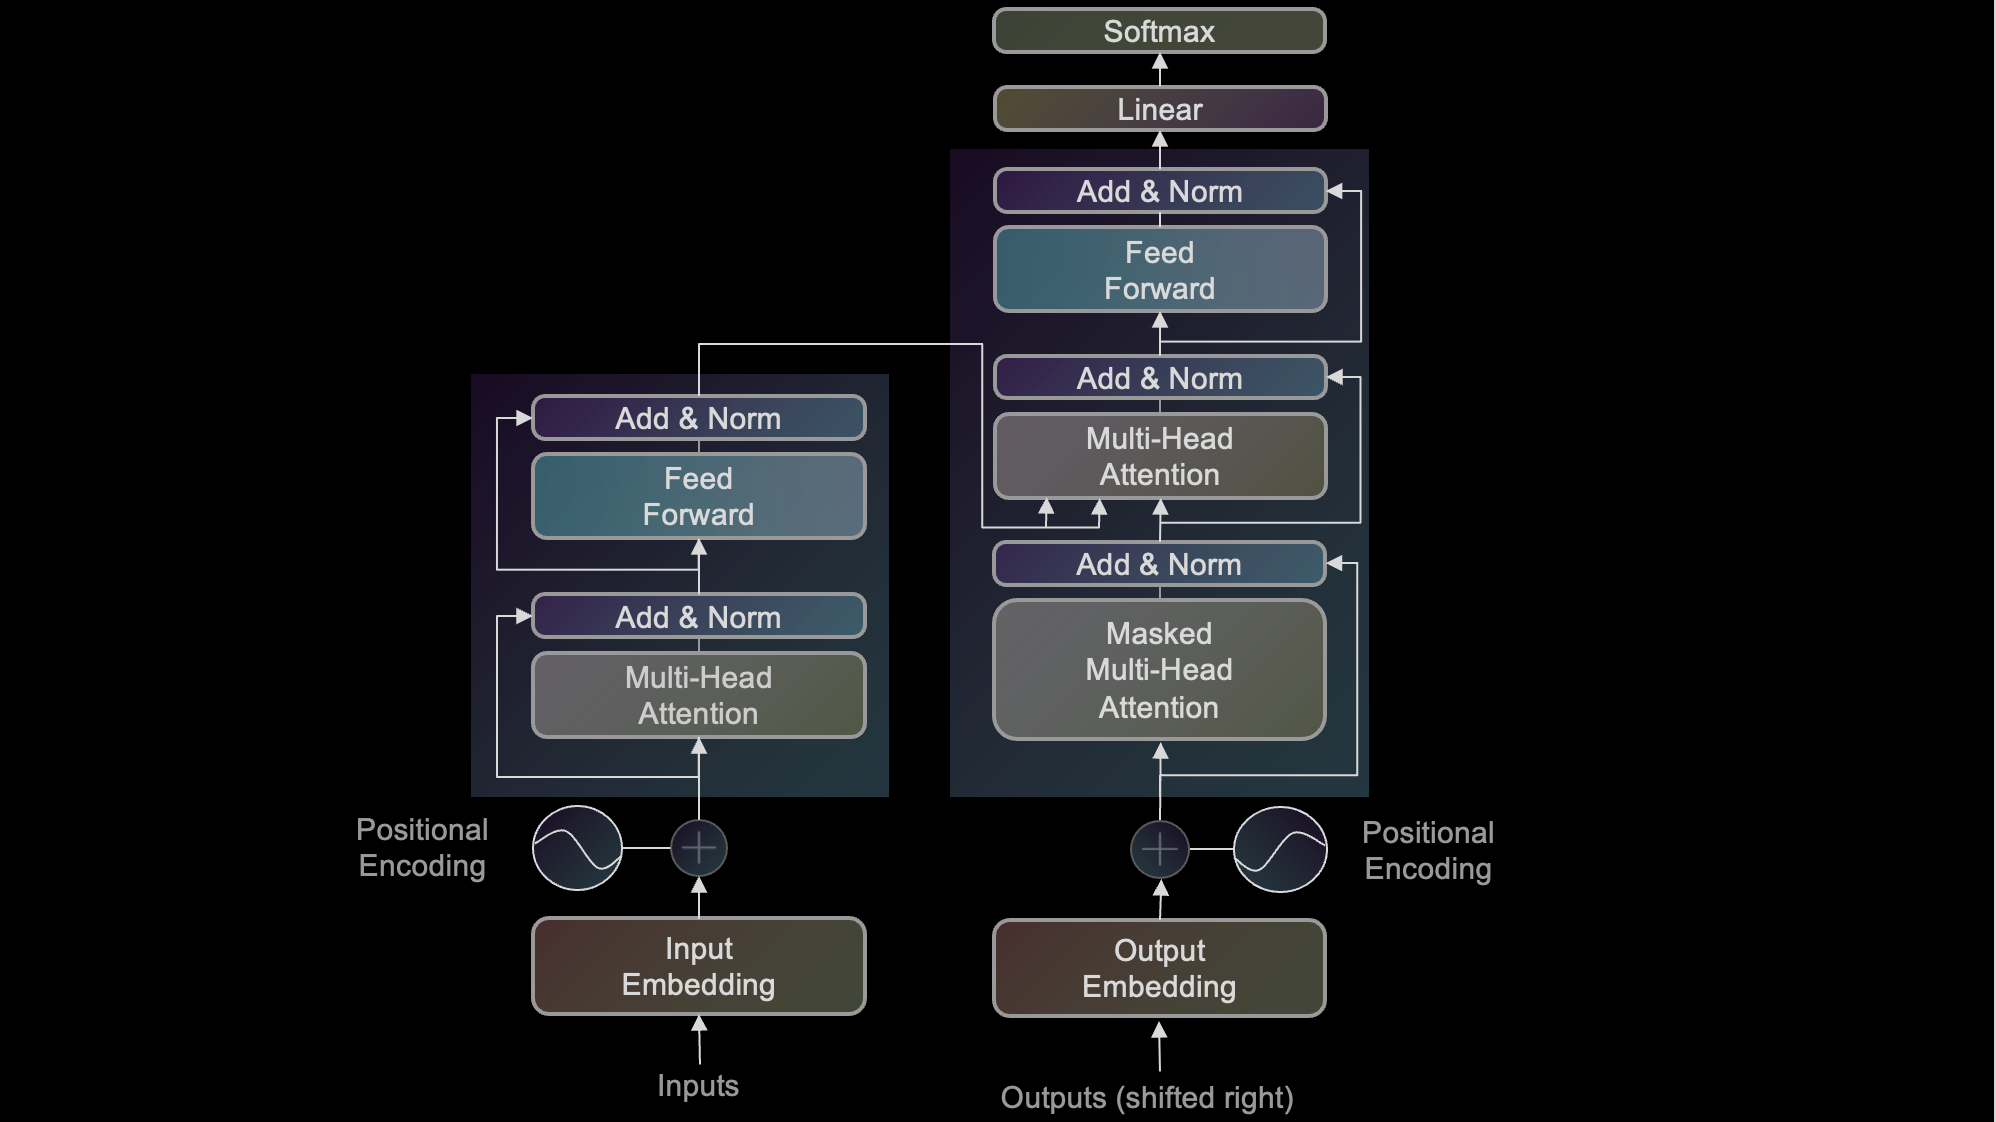 Softmax
Linear
Add & Norm
Feed
Forward
Add & Norm
Multi-Head
Attention
Add & Norm
Masked
Multi-Head
Attention
Add & Norm
Feed
Forward
Add & Norm
Multi-Head
Attention
Positional
Encoding
Positional
Encoding
Input
Embedding
Output
Embedding
Inputs
Outputs (shifted right)